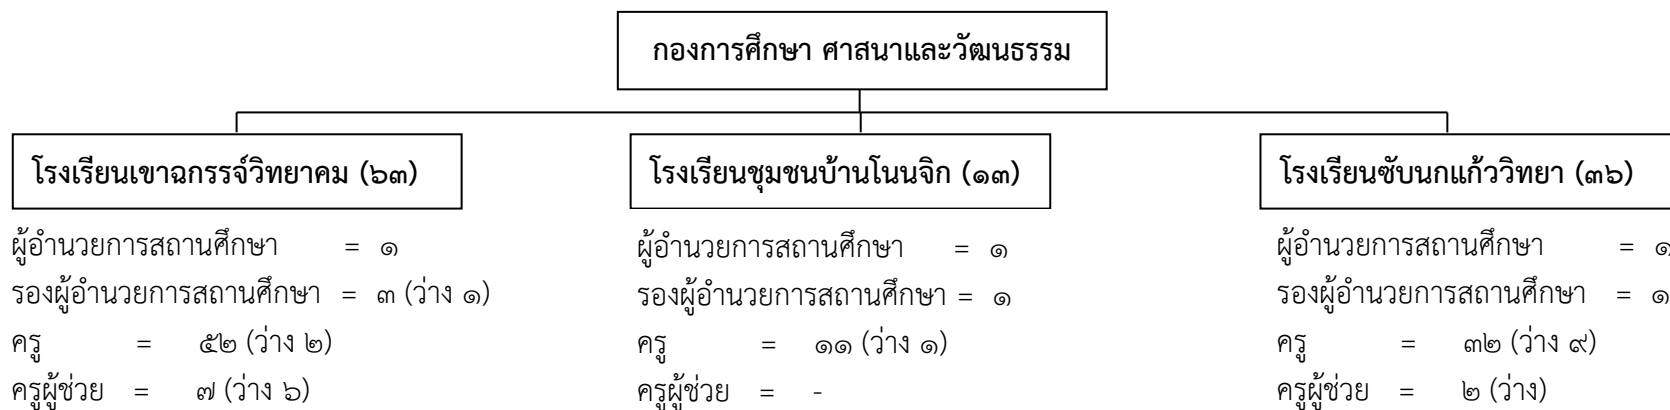 กองการศึกษา ศาสนาและวัฒนธรรม
โรงเรียนเขาฉกรรจ์วิทยาคม (๖๓)
ผู้อำนวยการสถานศึกษา = ๑
รองผู้อำนวยการสถานศึกษา = ๓ (ว่าง ๑)
ครู = ๕๒ (ว่าง ๒)
ครูผู้ช่วย = ๗ (ว่าง ๖)
โรงเรียนชุมชนบ้านโนนจิก (๑๓)
ผู้อำนวยการสถานศึกษา = ๑
รองผู้อำนวยการสถานศึกษา = ๑
ครู = ๑๑ (ว่าง ๑)
ครูผู้ช่วย = -
โรงเรียนซับนกแก้ววิทยา (๓๖)
ผู้อำนวยการสถานศึกษา = ๑
รองผู้อำนวยการสถานศึกษา = ๑
ครู = ๓๒ (ว่าง ๙)
ครูผู้ช่วย = ๒ (ว่าง)